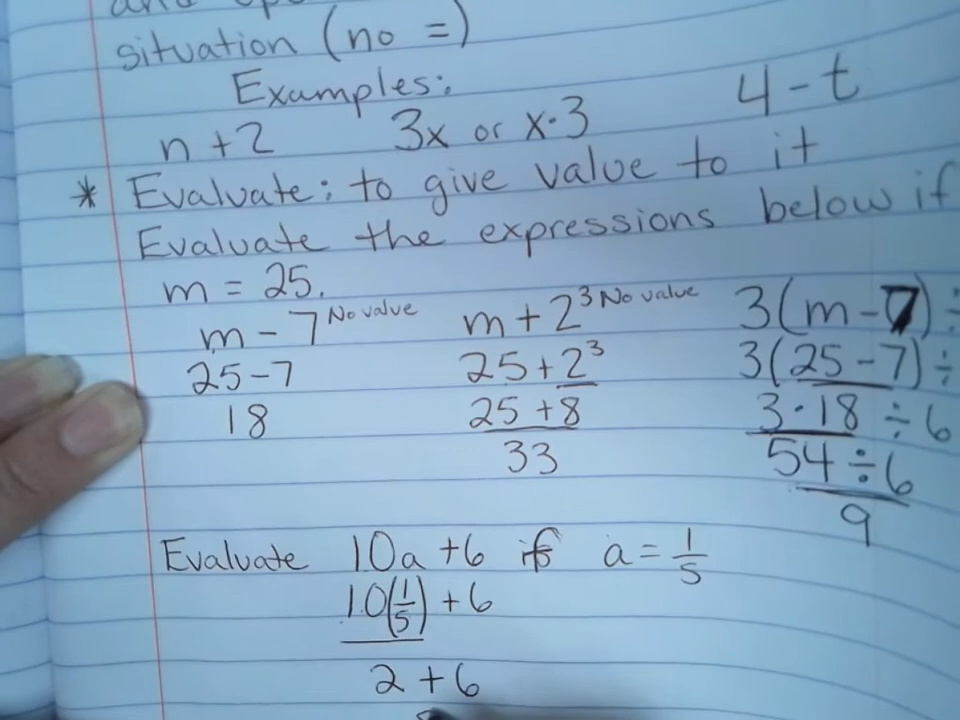 situation (no =)
Examples:
n + 2 3x or x·3 4 - t
* Evaluate: to give value to it
Evaluate the expressions below if
m = 25.
m - 7 No value m + 2³ No value 3(m - 7) ÷
25 - 7 25 + 2³ 3(25 - 7) ÷
18 25 + 8 3·18 ÷ 6
33 54 ÷ 6
9
Evaluate 10a + 6 if a = 1/5
10(1/5) + 6
2 + 6